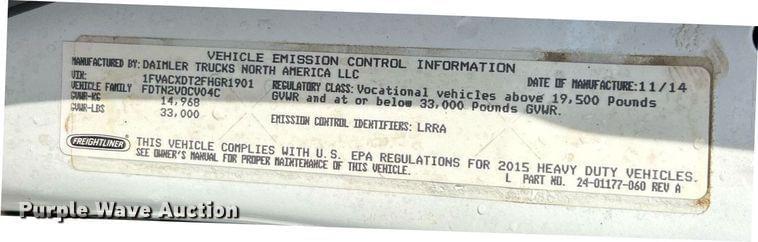 VEHICLE EMISSION CONTROL INFORMATION
MANUFACTURED BY: DAIMLER TRUCKS NORTH AMERICA LLC DATE OF MANUFACTURE: 11/14
VIN: 1FVACXDT2FHGR1901
VEHICLE FAMILY FDTN2VOCV04C REGULATORY CLASS: Vocational vehicles above 19,500 Pounds
GVWR-KG 14,968 GVWR and at or below 33,000 Pounds GVWR.
GVWR-LBS 33,000
EMISSION CONTROL IDENTIFIERS: LRRA
FREIGHTLINER
THIS VEHICLE COMPLIES WITH U.S. EPA REGULATIONS FOR 2015 HEAVY DUTY VEHICLES.
SEE OWNER'S MANUAL FOR PROPER MAINTENANCE OF THIS VEHICLE.
L PART NO. 24-01177-060 REV A
Purple Wave Auction